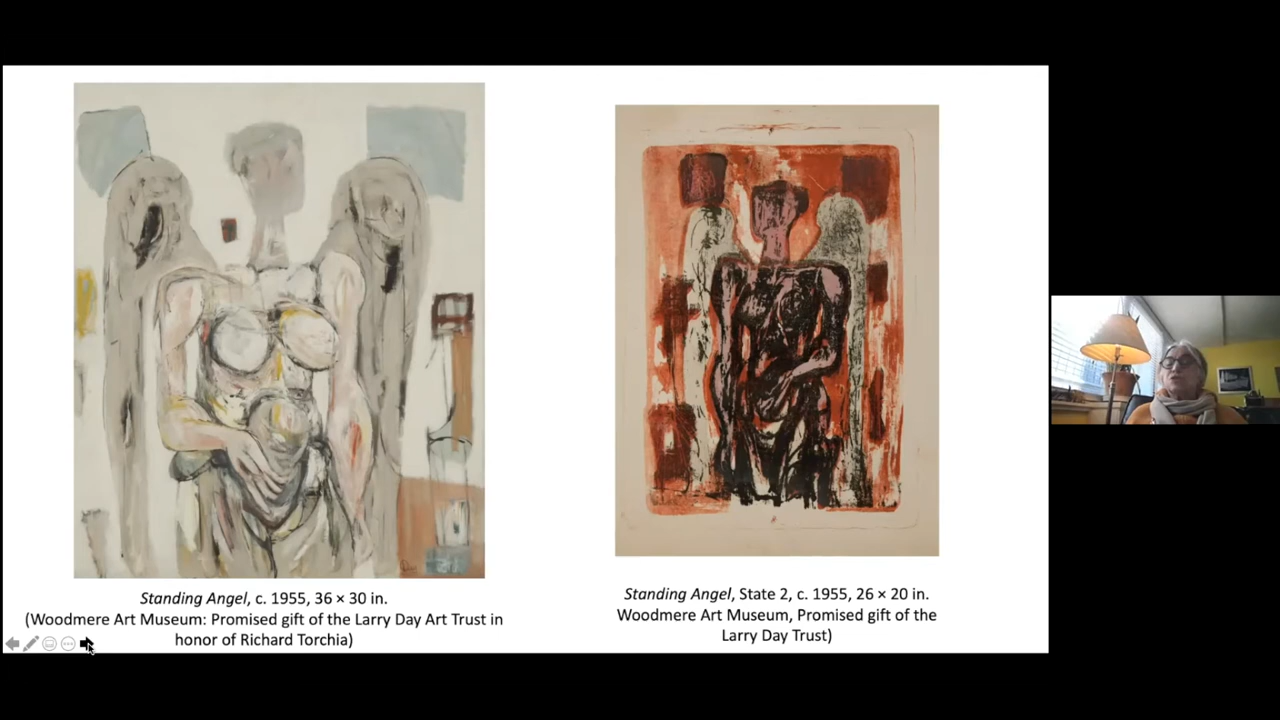 Standing Angel, c. 1955, 36 × 30 in.
(Woodmere Art Museum: Promised gift of the Larry Day Art Trust in
honor of Richard Torchia)
Standing Angel, State 2, c. 1955, 26 × 20 in.
Woodmere Art Museum, Promised gift of the
Larry Day Trust)